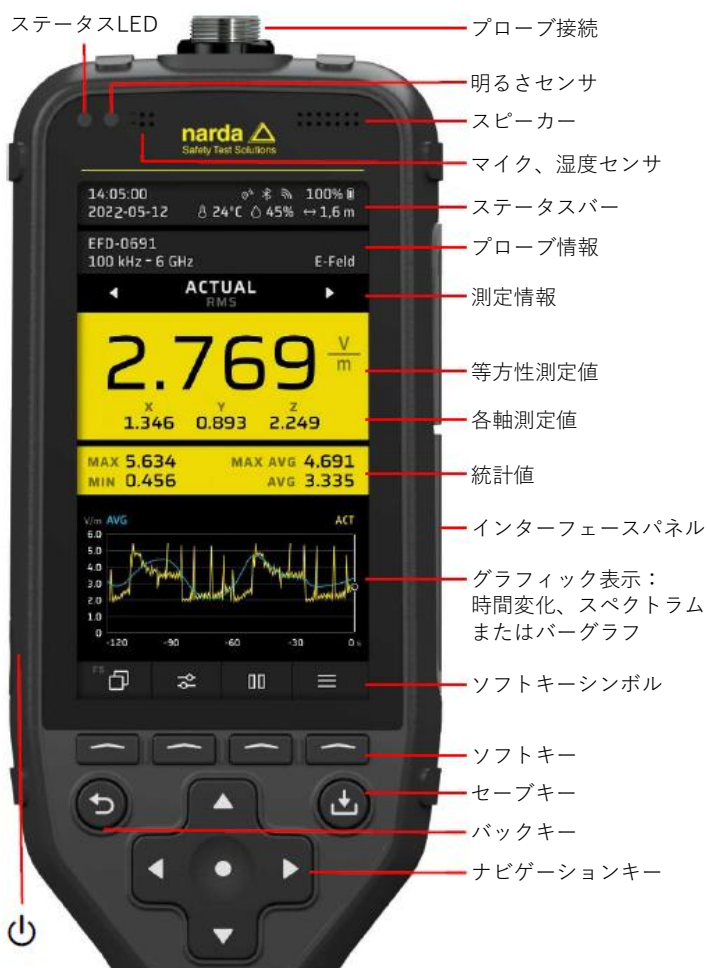 ステータスLED
プローブ接続
明るさセンサ
スピーカー
マイク、湿度センサ
ステータスバー
プローブ情報
測定情報
等方性測定値
各軸測定値
統計値
インターフェースパネル
グラフィック表示：
時間変化、スペクトラム
またはバーグラフ
ソフトキーシンボル
ソフトキー
セーブキー
バックキー
ナビゲーションキー
narda
Safety Test Solutions
14:05:00 100%
2022-05-12 24°C 45% ↔ 1,6 m
EFD-0691
100 kHz - 6 GHz E-Feld
ACTUAL
RMS
2.769 V/m
X Y Z
1.346 0.893 2.249
MAX 5.634 MAX AVG 4.691
MIN 0.456 AVG 3.335
V/m AVG ACT
6.0
5.0
4.0
3.0
2.0
1.0
0
-120 -90 -60 -30 0 s
FS